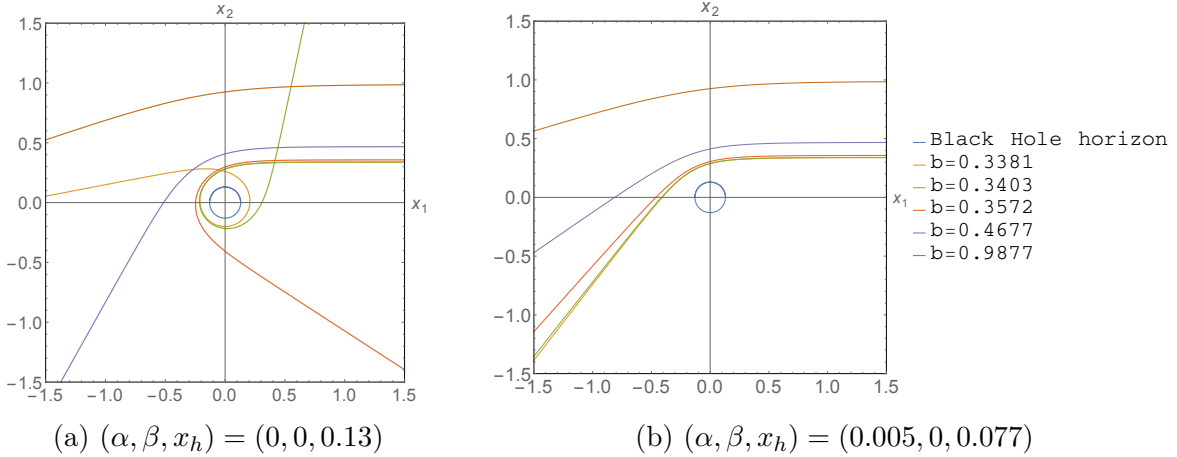 x₂
1.5
1.0
0.5
0.0
−0.5
−1.0
−1.5
−1.5 −1.0 −0.5 0.0 0.5 1.0 1.5
x₁
(a) (α, β, x_h) = (0, 0, 0.13)
x₂
1.5
1.0
0.5
0.0
−0.5
−1.0
−1.5
−1.5 −1.0 −0.5 0.0 0.5 1.0 1.5
x₁
(b) (α, β, x_h) = (0.005, 0, 0.077)
Black Hole horizon
b=0.3381
b=0.3403
b=0.3572
b=0.4677
b=0.9877